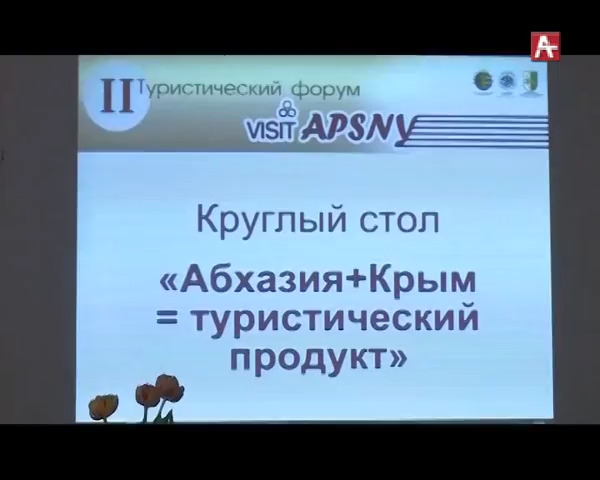 II Туристический форум
VISIT APSNY
Круглый стол
«Абхазия+Крым
= туристический
продукт»